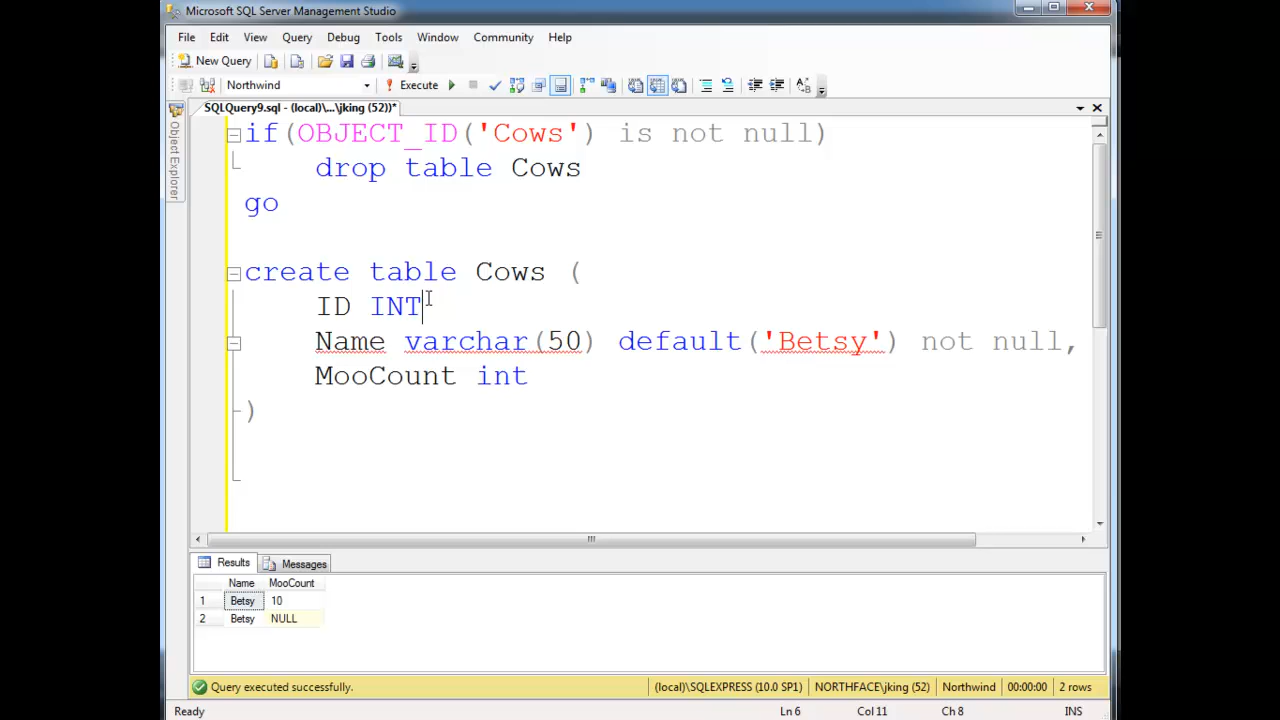 Microsoft SQL Server Management Studio
File Edit View Query Debug Tools Window Community Help
New Query
Northwind Execute
SQLQuery9.sql - (local)\...\jking (52))*
Object Explorer
if(OBJECT_ID('Cows') is not null)
drop table Cows
go
create table Cows (
ID INT
Name varchar(50) default('Betsy') not null,
MooCount int
)
Results Messages
Name MooCount
1 Betsy 10
2 Betsy NULL
Query executed successfully. (local)\SQLEXPRESS (10.0 SP1) NORTHFACE\jking (52) Northwind 00:00:00 2 rows
Ready Ln 6 Col 11 Ch 8 INS